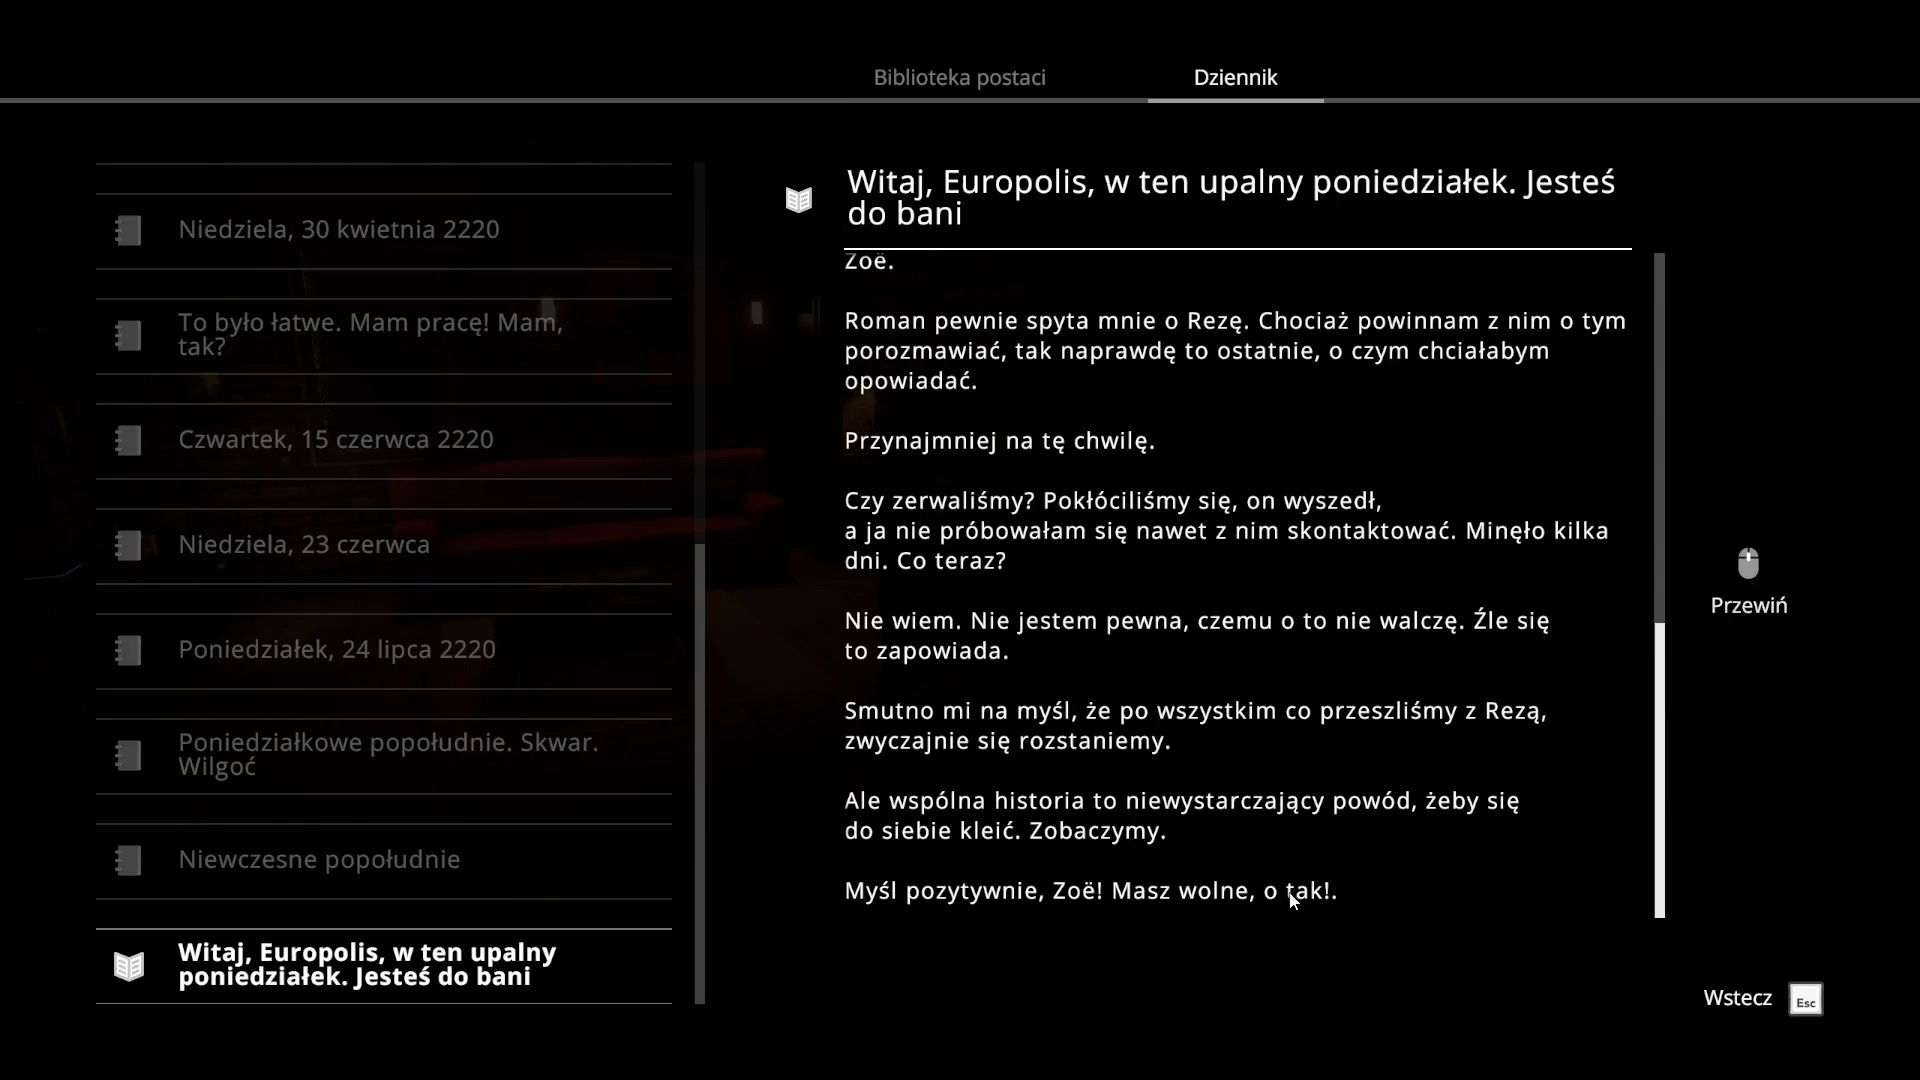 Biblioteka postaci
Dziennik
Niedziela, 30 kwietnia 2220
To było łatwe. Mam pracę! Mam,
tak?
Czwartek, 15 czerwca 2220
Niedziela, 23 czerwca
Poniedziałek, 24 lipca 2220
Poniedziałkowe popołudnie. Skwar.
Wilgoć
Niewczesne popołudnie
Witaj, Europolis, w ten upalny
poniedziałek. Jesteś do bani
Witaj, Europolis, w ten upalny poniedziałek. Jesteś
do bani
Zoë.
Roman pewnie spyta mnie o Rezę. Chociaż powinnam z nim o tym
porozmawiać, tak naprawdę to ostatnie, o czym chciałabym
opowiadać.
Przynajmniej na tę chwilę.
Czy zerwaliśmy? Pokłóciliśmy się, on wyszedł,
a ja nie próbowałam się nawet z nim skontaktować. Minęło kilka
dni. Co teraz?
Nie wiem. Nie jestem pewna, czemu o to nie walczę. Źle się
to zapowiada.
Smutno mi na myśl, że po wszystkim co przeszliśmy z Rezą,
zwyczajnie się rozstaniemy.
Ale wspólna historia to niewystarczający powód, żeby się
do siebie kleić. Zobaczymy.
Myśl pozytywnie, Zoë! Masz wolne, o tak!.
Przewiń
Wstecz
Esc